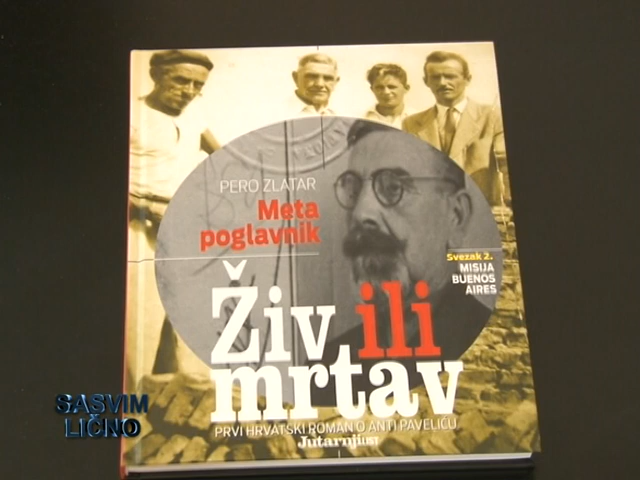 PERO ZLATAR
Meta
poglavnik
Svezak 2.
MISIJA
BUENOS
AIRES
Živ ili
mrtav
PRVI HRVATSKI ROMAN O ANTI PAVELIĆU
Jutarnji LIST
SASVIM
LIČNO